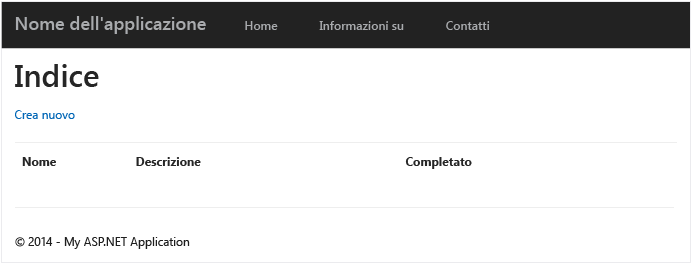 Nome dell'applicazione Home Informazioni su Contatti
Indice
Crea nuovo
Nome Descrizione Completato
© 2014 - My ASP.NET Application